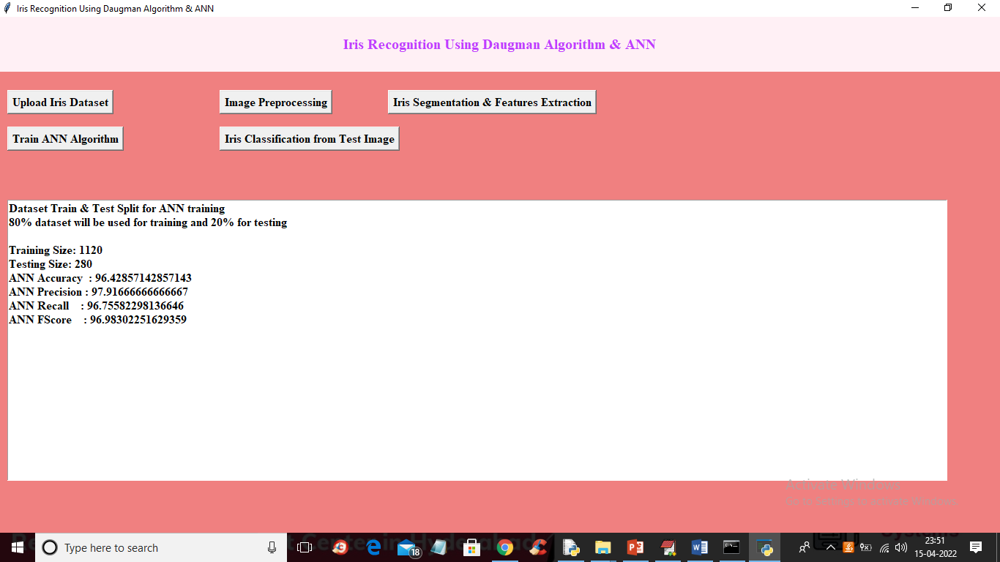 Iris Recognition Using Daugman Algorithm & ANN
Iris Recognition Using Daugman Algorithm & ANN
Upload Iris Dataset
Image Preprocessing
Iris Segmentation & Features Extraction
Train ANN Algorithm
Iris Classification from Test Image
Dataset Train & Test Split for ANN training
80% dataset will be used for training and 20% for testing
Training Size: 1120
Testing Size: 280
ANN Accuracy : 96.42857142857143
ANN Precision : 97.91666666666667
ANN Recall : 96.75582298136646
ANN FScore : 96.98302251629359
Activate Windows
Go to Settings to activate Windows.
Type here to search
18
23:51
15-04-2022